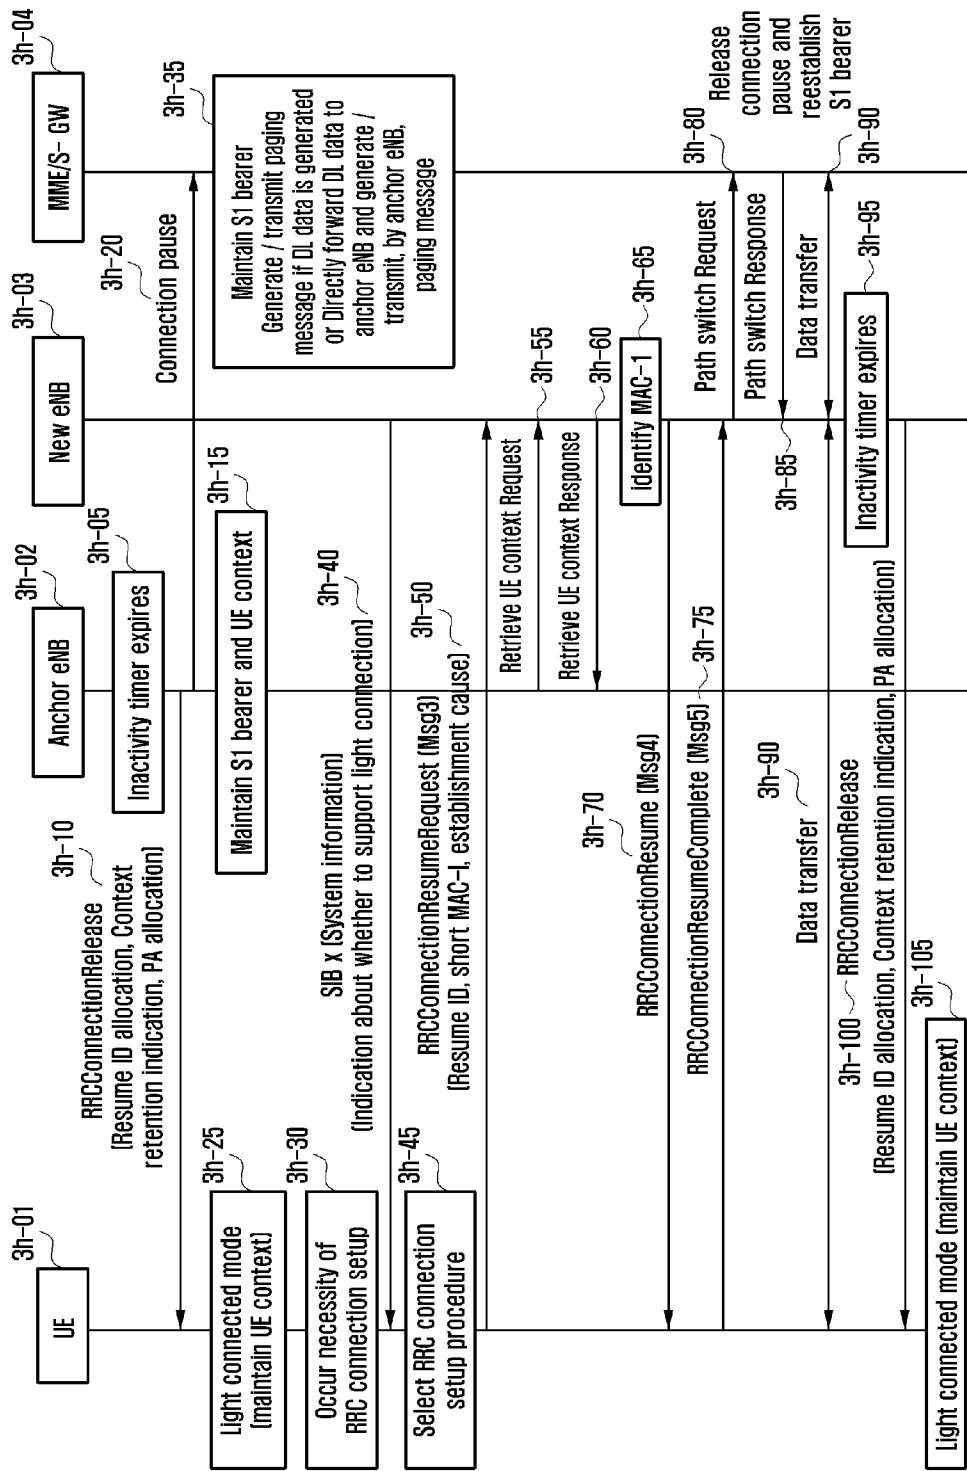 UE
3h-01
Anchor eNB
3h-02
New eNB
3h-03
MME/S- GW
3h-04
Inactivity timer expires
3h-05
RRCConnectionRelease
3h-10
(Resume ID allocation, Context
retention indication, PA allocation)
Maintain S1 bearer and UE context
3h-15
3h-20
Connection pause
Light connected mode
(maintain UE context)
3h-25
Occur necessity of
RRC connection setup
3h-30
Maintain S1 bearer
Generate / transmit paging
message if DL data is generated
or Directly forward DL data to
anchor eNB and generate /
transmit, by anchor eNB,
paging message
3h-35
SIB x (System information)
(Indication about whether to support light connection)
3h-40
Select RRC connection
setup procedure
3h-45
RRCConnectionResumeRequest (Msg3)
(Resume ID, short MAC-I, establishment cause)
3h-50
Retrieve UE context Request
3h-55
Retrieve UE context Response
3h-60
identify MAC-1
3h-65
RRCConnectionResume (Msg4)
3h-70
RRCConnectionResumeComplete (Msg5)
3h-75
Path switch Request
3h-80
Path switch Response
3h-85
Release
connection
pause and
reestablish
S1 bearer
Data transfer
3h-90
Data transfer
3h-90
Inactivity timer expires
3h-95
3h-100
RRCConnectionRelease
(Resume ID allocation, Context retention indication, PA allocation)
Light connected mode (maintain UE context)
3h-105